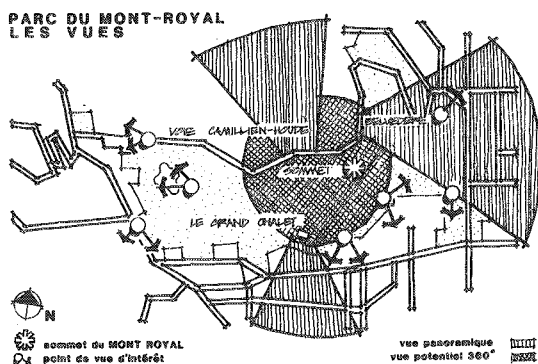 PARC DU MONT-ROYAL
LES VUES
VOIE CAMILLIEN-HOUDE
BELVEDERE
SOMMET
LE GRAND CHALET
N
sommet du MONT ROYAL
point de vue d'intérêt
vue panoramique
vue potentiel 360°